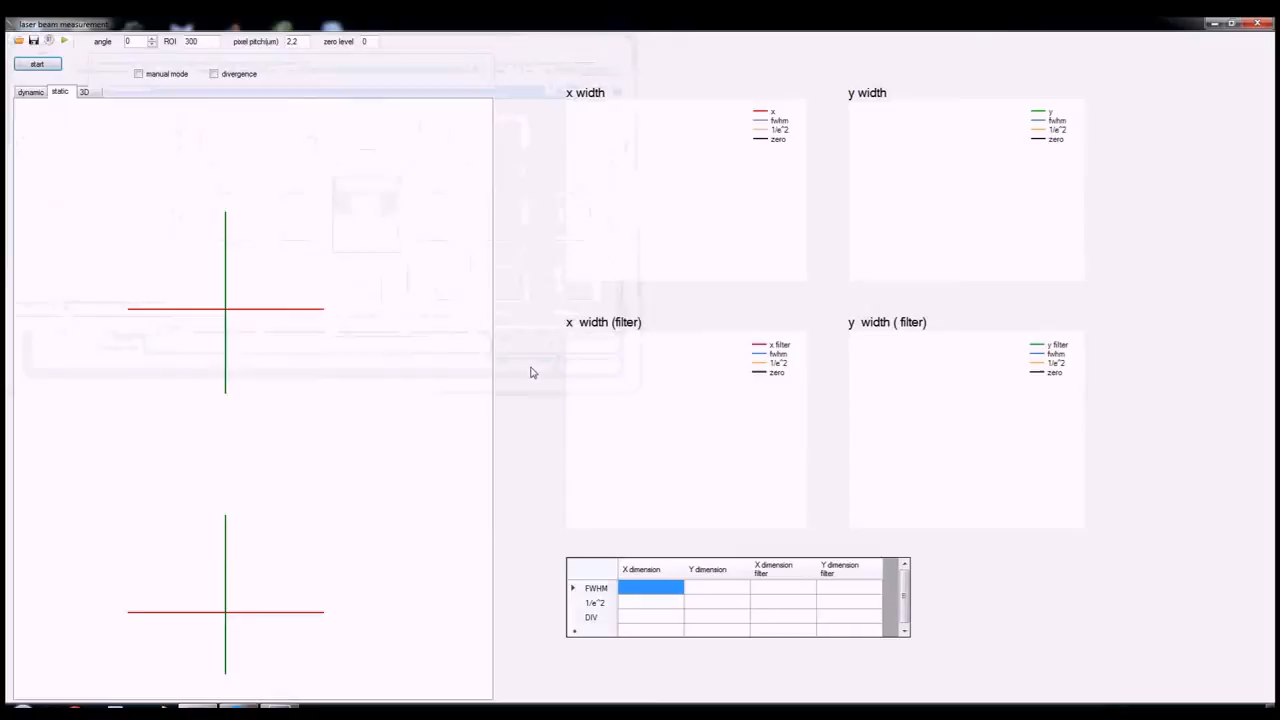 laser beam measurement
angle 0 ROI 300 pixel pitch(um) 2,2 zero level 0
start
manual mode divergence
dynamic static 3D
x width
x
fwhm
1/e^2
zero
y width
y
fwhm
1/e^2
zero
x width (filter)
x filter
fwhm
1/e^2
zero
y width ( filter)
y filter
fwhm
1/e^2
zero
X dimension Y dimension X dimension filter Y dimension filter
FWHM
1/e^2
DIV